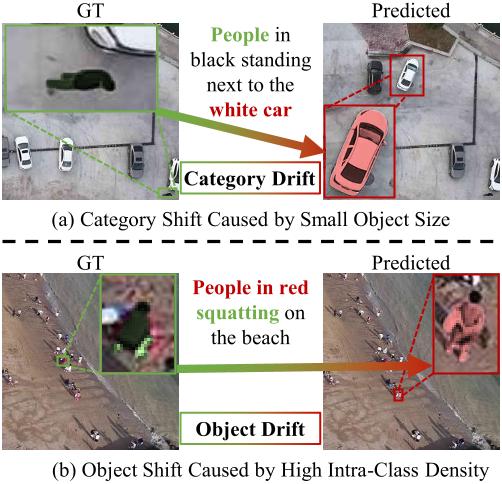 GT
Predicted
People in
black standing
next to the
white car
Category Drift
(a) Category Shift Caused by Small Object Size
GT
Predicted
People in red
squatting on
the beach
Object Drift
(b) Object Shift Caused by High Intra-Class Density